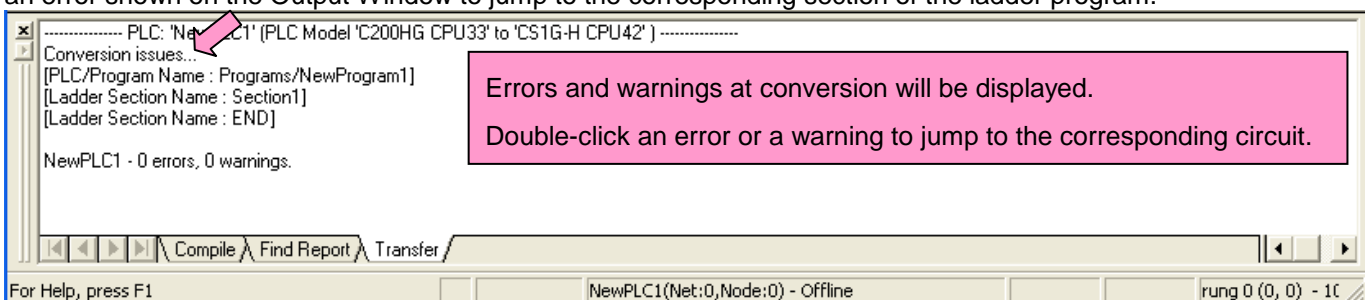 an error shown on the Output Window to jump to the corresponding section of the ladder program.
---------------- PLC: 'NewPLC1' (PLC Model 'C200HG CPU33' to 'CS1G-H CPU42' ) ----------------
Conversion issues...
[PLC/Program Name : Programs/NewProgram1]
[Ladder Section Name : Section1]
[Ladder Section Name : END]
Errors and warnings at conversion will be displayed.
Double-click an error or a warning to jump to the corresponding circuit.
NewPLC1 - 0 errors, 0 warnings.
Compile Find Report Transfer
For Help, press F1 NewPLC1(Net:0,Node:0) - Offline rung 0 (0, 0) - 10